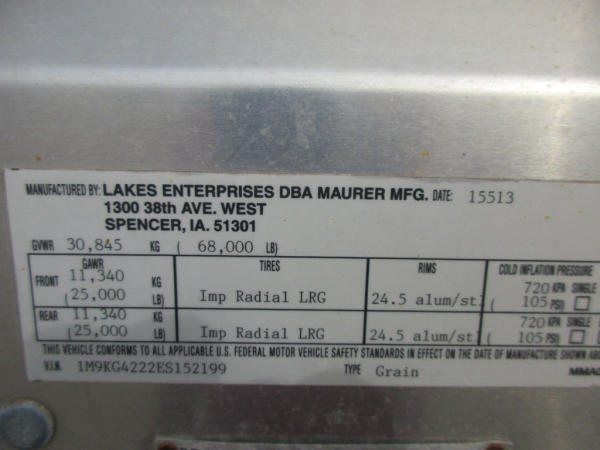 MANUFACTURED BY: LAKES ENTERPRISES DBA MAURER MFG. DATE: 15513
1300 38th AVE. WEST
SPENCER, IA. 51301
GVWR 30,845 KG ( 68,000 LB)
GAWR TIRES RIMS COLD INFLATION PRESSURE
FRONT 11,340 KG 720 KPA SINGLE
(25,000 LB) Imp Radial LRG 24.5 alum/stl ( 105 PSI)
REAR 11,340 KG 720 KPA SINGLE
(25,000 LB) Imp Radial LRG 24.5 alum/stl ( 105 PSI)
THIS VEHICLE CONFORMS TO ALL APPLICABLE U.S. FEDERAL MOTOR VEHICLE SAFETY STANDARDS IN EFFECT ON THE DATE OF MANUFACTURE SHOWN
V.I.N. 1M9KG4222ES152199 TYPE Grain